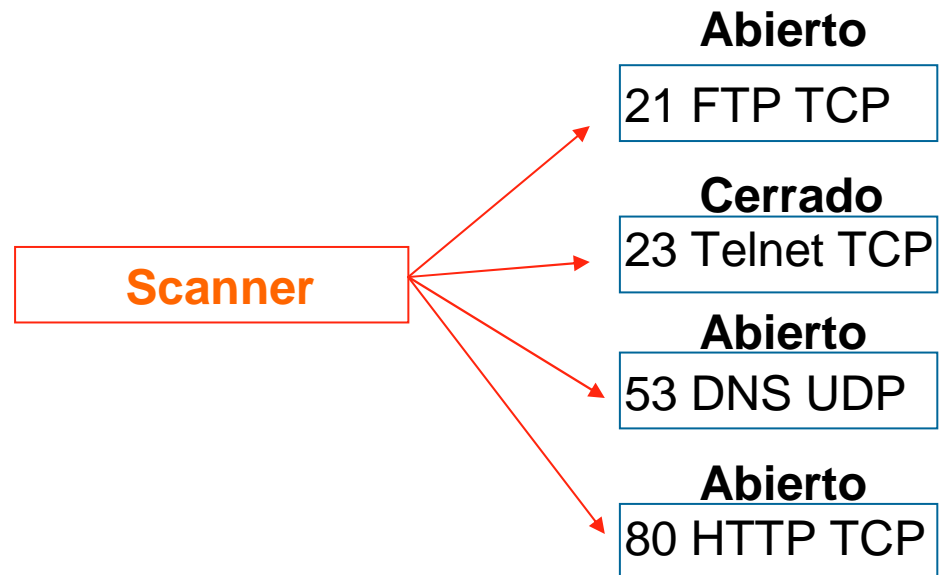 Abierto
21 FTP TCP
Cerrado
23 Telnet TCP
Scanner
Abierto
53 DNS UDP
Abierto
80 HTTP TCP